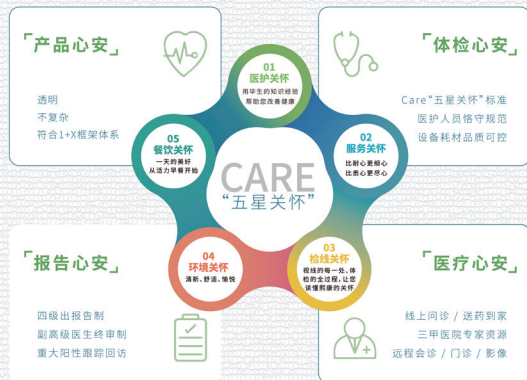 「产品心安」
透明
不复杂
符合1+X框架体系
「体检心安」
Care“五星关怀”标准
医护人员恪守规范
设备耗材品质可控
01
医护关怀
用毕生的知识经验
帮助您改善健康
05
餐饮关怀
一天的美好
从活力早餐开始
02
服务关怀
比耐心更细心
比悉心更尽心
CARE
“五星关怀”
04
环境关怀
清新、舒适、愉悦
03
检线关怀
视线的每一处、体
检的全过程，让您
读懂熙康的关怀
「报告心安」
四级出报告制
副高级医生终审制
重大阳性跟踪回访
「医疗心安」
线上问诊 / 送药到家
三甲医院专家资源
远程会诊 / 门诊 / 影像